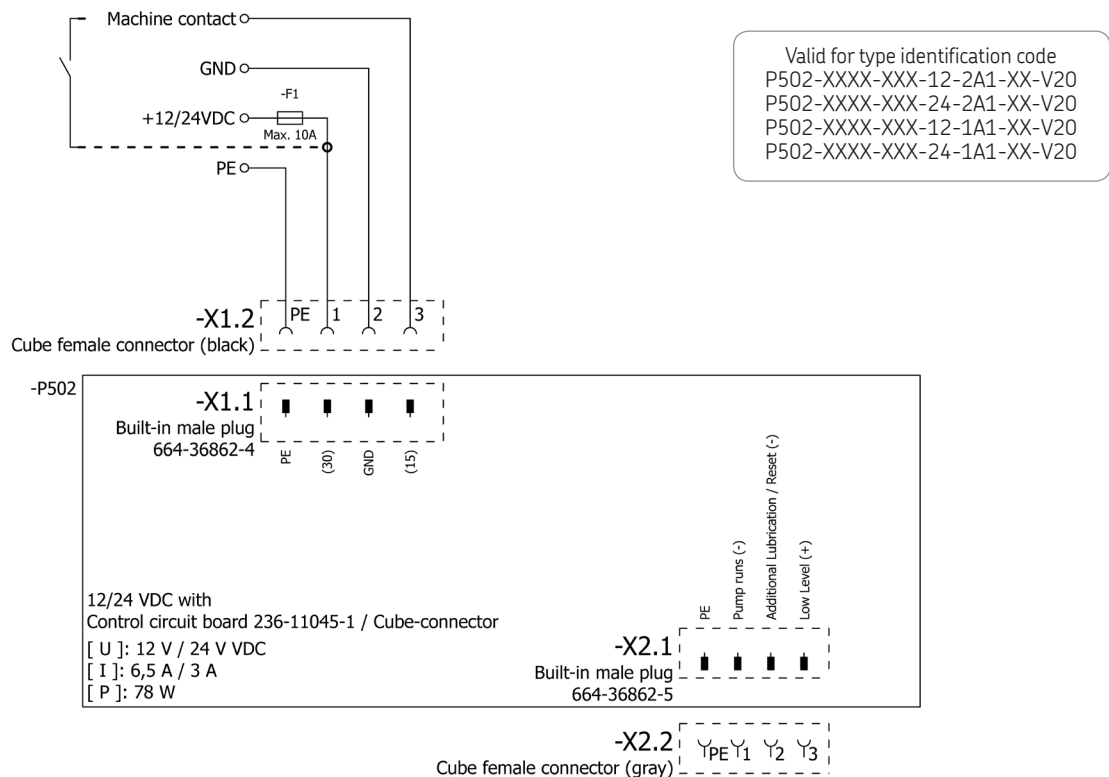 Machine contact
GND
-F1
+12/24VDC
Max. 10A
PE
Valid for type identification code
P502-XXXX-XXX-12-2A1-XX-V20
P502-XXXX-XXX-24-2A1-XX-V20
P502-XXXX-XXX-12-1A1-XX-V20
P502-XXXX-XXX-24-1A1-XX-V20
-X1.2
PE 1 2 3
Cube female connector (black)
-P502
-X1.1
Built-in male plug
664-36862-4
PE
(30)
GND
(15)
PE
Pump runs (-)
Additional Lubrication / Reset (-)
Low Level (+)
12/24 VDC with
Control circuit board 236-11045-1 / Cube-connector
[ U ]: 12 V / 24 V VDC
[ I ]: 6,5 A / 3 A
[ P ]: 78 W
-X2.1
Built-in male plug
664-36862-5
-X2.2
PE 1 2 3
Cube female connector (gray)